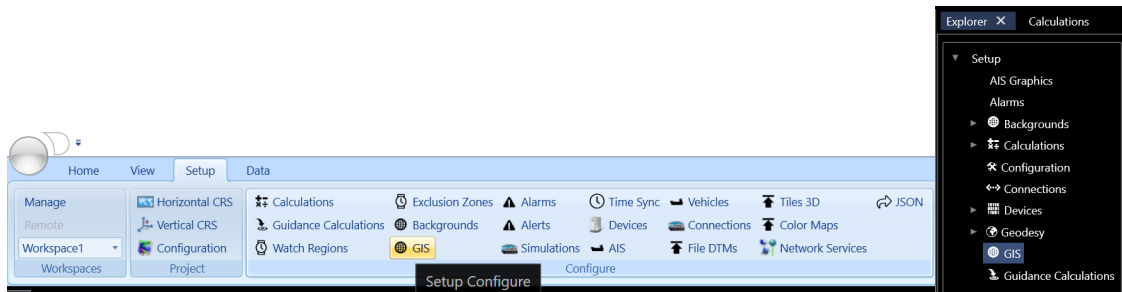 Explorer Calculations
Setup
AIS Graphics
Alarms
Backgrounds
Calculations
Configuration
Connections
Devices
Geodesy
GIS
Guidance Calculations
Home View Setup Data
Manage Horizontal CRS Calculations Exclusion Zones Alarms Time Sync Vehicles Tiles 3D JSON
Remote Vertical CRS Guidance Calculations Backgrounds Alerts Devices Connections Color Maps
Workspace1 Configuration Watch Regions GIS Simulations AIS File DTMs Network Services
Workspaces Project Configure
Setup Configure